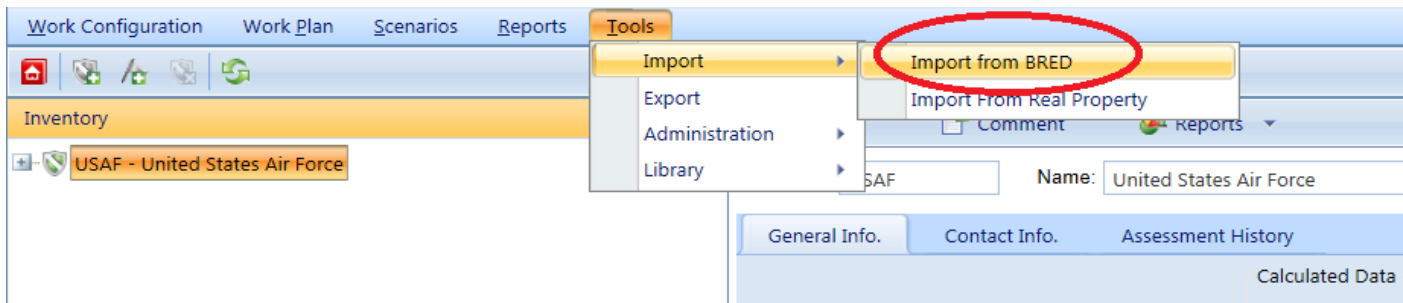 Work Configuration Work Plan Scenarios Reports Tools
Import Import from BRED
Export Import From Real Property
Inventory Administration Comment Reports
USAF - United States Air Force Library SAF Name: United States Air Force
General Info. Contact Info. Assessment History
Calculated Data